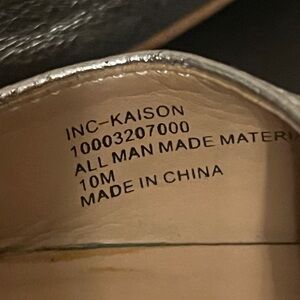 INC-KAISON
10003207000
ALL MAN MADE MATERI
10M
MADE IN CHINA